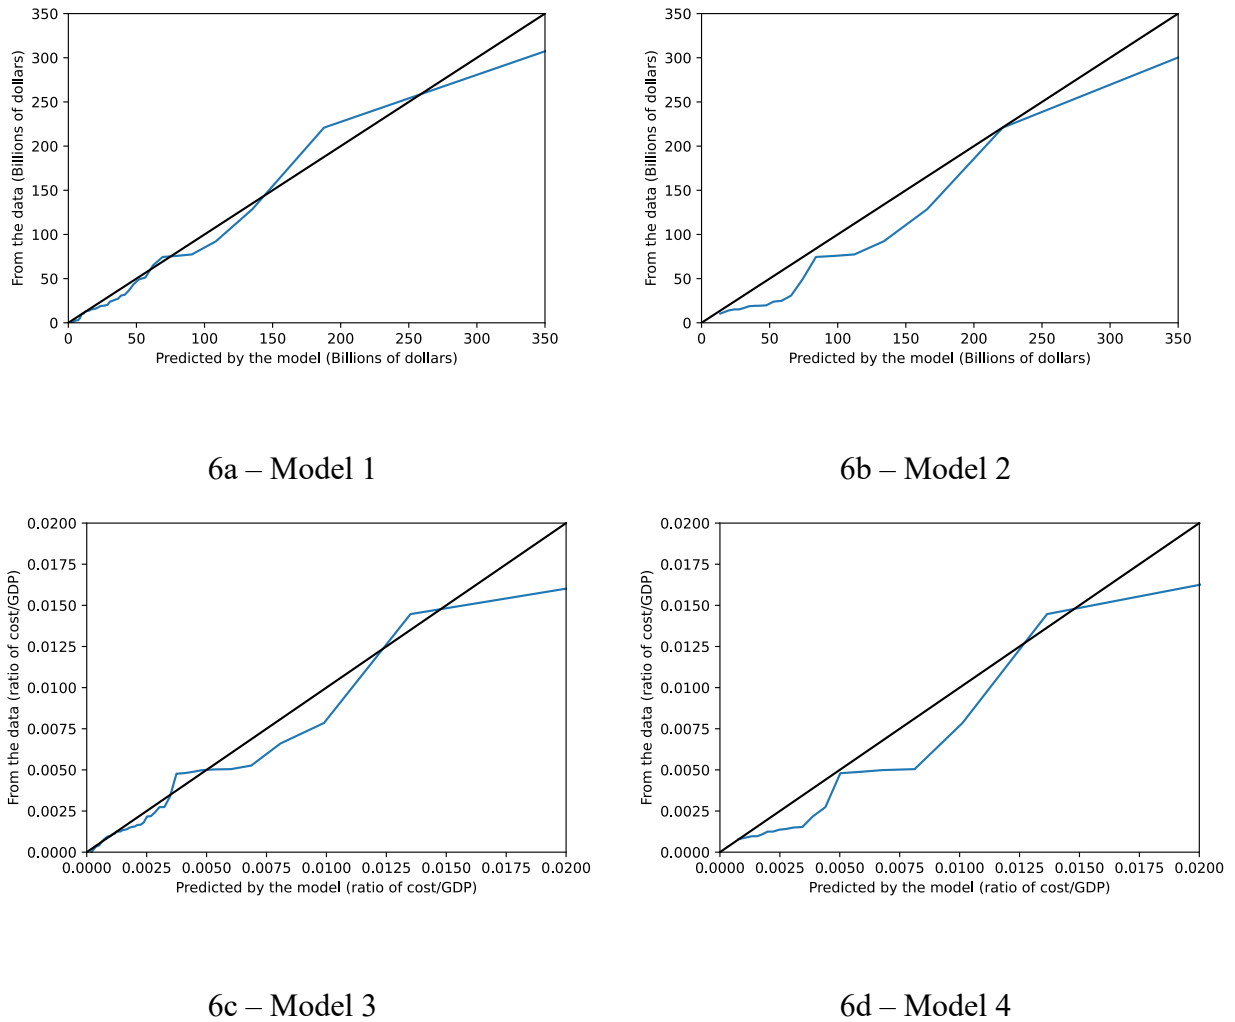 350
300
250
200
150
100
50
0
From the data (Billions of dollars)
0 50 100 150 200 250 300 350
Predicted by the model (Billions of dollars)
6a – Model 1
350
300
250
200
150
100
50
0
From the data (Billions of dollars)
0 50 100 150 200 250 300 350
Predicted by the model (Billions of dollars)
6b – Model 2
0.0200
0.0175
0.0150
0.0125
0.0100
0.0075
0.0050
0.0025
0.0000
From the data (ratio of cost/GDP)
0.0000 0.0025 0.0050 0.0075 0.0100 0.0125 0.0150 0.0175 0.0200
Predicted by the model (ratio of cost/GDP)
6c – Model 3
0.0200
0.0175
0.0150
0.0125
0.0100
0.0075
0.0050
0.0025
0.0000
From the data (ratio of cost/GDP)
0.0000 0.0025 0.0050 0.0075 0.0100 0.0125 0.0150 0.0175 0.0200
Predicted by the model (ratio of cost/GDP)
6d – Model 4